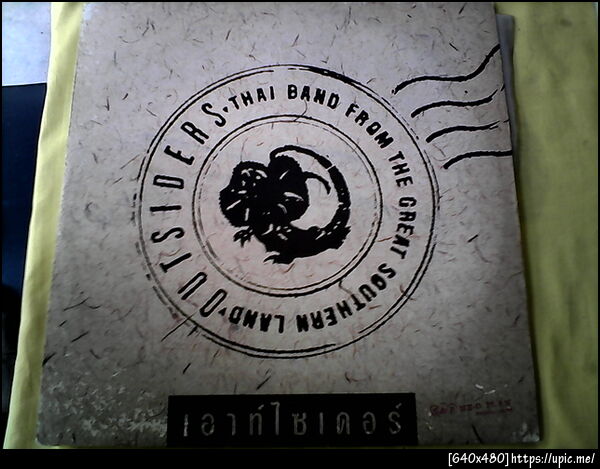 OUTSIDERS • THAI BAND FROM THE GREAT SOUTHERN LAND •
เอาท์ไซเดอร์
[640x480]https://upic.me/